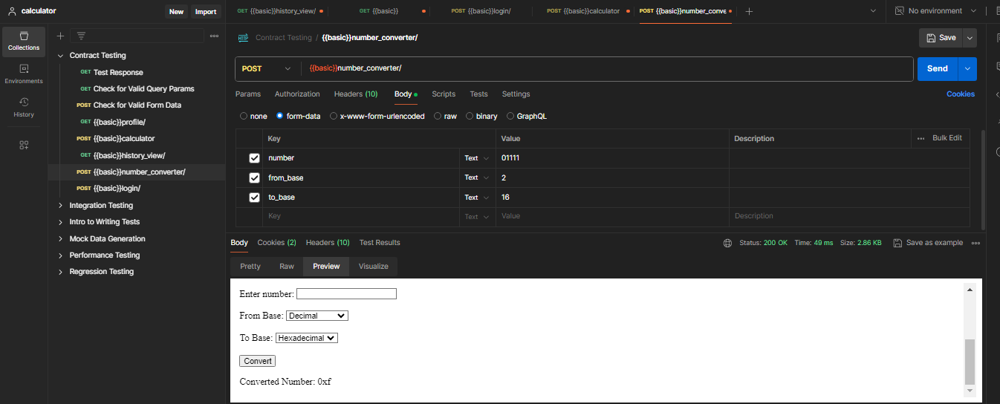 calculator
New Import
GET {{basic}}history_view/
GET {{basic}}
POST {{basic}}login/
POST {{basic}}calculator
POST {{basic}}number_conve
No environment
Collections
Environments
History
Contract Testing
GET Test Response
GET Check for Valid Query Params
POST Check for Valid Form Data
GET {{basic}}profile/
POST {{basic}}calculator
GET {{basic}}history_view/
POST {{basic}}number_converter/
POST {{basic}}login/
Integration Testing
Intro to Writing Tests
Mock Data Generation
Performance Testing
Regression Testing
HTTP Contract Testing / {{basic}}number_converter/
Save
POST {{basic}}number_converter/
Send
Params Authorization Headers (10) Body Scripts Tests Settings Cookies
none form-data x-www-form-urlencoded raw binary GraphQL
Key Value Description Bulk Edit
number Text 01111
from_base Text 2
to_base Text 16
Key Text Value Description
Body Cookies (2) Headers (10) Test Results Status: 200 OK Time: 49 ms Size: 2.86 KB Save as example
Pretty Raw Preview Visualize
Enter number:
From Base: Decimal
To Base: Hexadecimal
Convert
Converted Number: 0xf